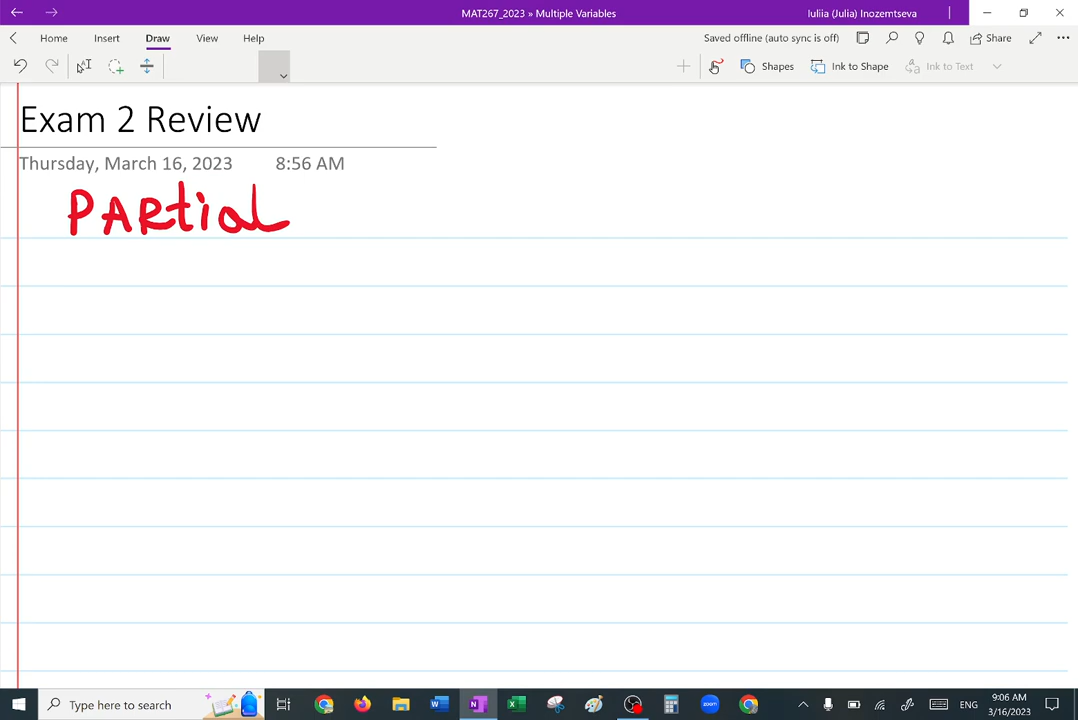 MAT267_2023 » Multiple Variables
Iuliia (Julia) Inozemtseva
Home Insert Draw View Help
Saved offline (auto sync is off)
Share
Shapes
Ink to Shape
Ink to Text
Exam 2 Review
Thursday, March 16, 2023 8:56 AM
PARtial
Type here to search
zoom
ENG
9:06 AM
3/16/2023